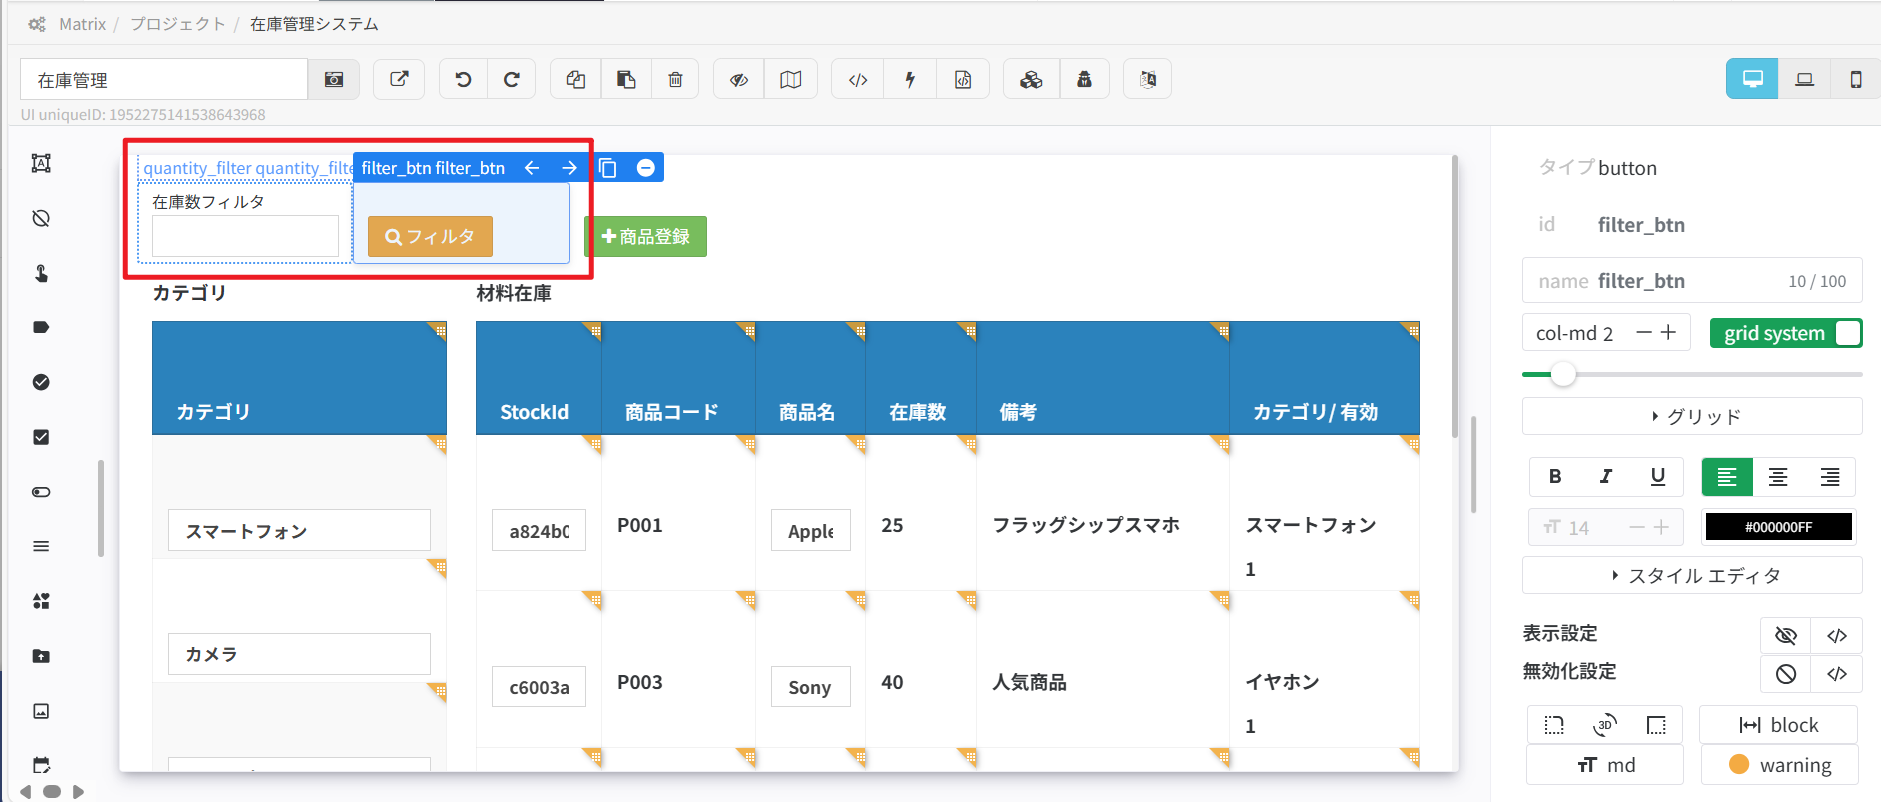 Matrix / プロジェクト / 在庫管理システム
在庫管理
UI uniqueID: 1952275141538643968
quantity_filter quantity_filte
filter_btn filter_btn
在庫数フィルタ
フィルタ
商品登録
カテゴリ
材料在庫
カテゴリ
StockId 商品コード 商品名 在庫数 備考 カテゴリ/ 有効
スマートフォン
a824b0 P001 Apple 25 フラッグシップスマホ スマートフォン
1
カメラ
c6003a P003 Sony 40 人気商品 イヤホン
1
タイプ button
id filter_btn
name filter_btn 10 / 100
col-md 2
grid system
グリッド
B I U
14
#000000FF
スタイル エディタ
表示設定
無効化設定
3D
block
md
warning